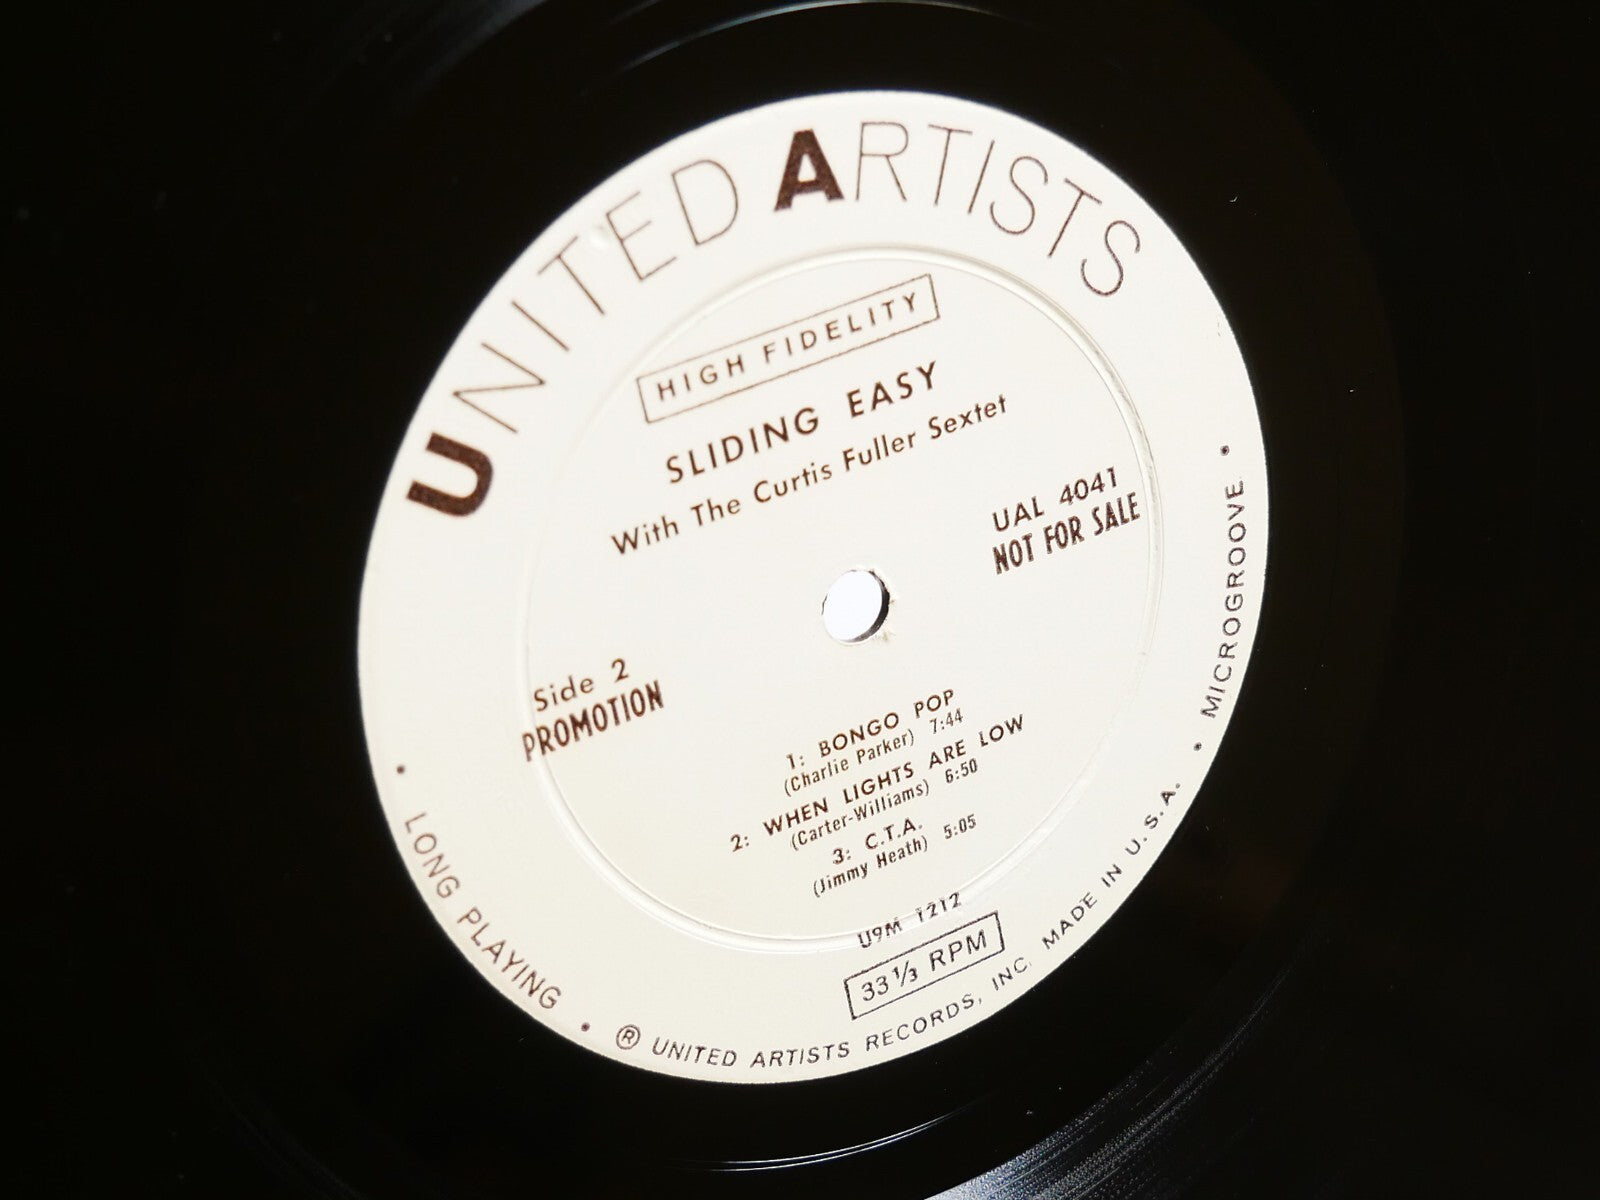 UNITED ARTISTS
HIGH FIDELITY
SLIDING EASY
With The Curtis Fuller Sextet
UAL 4041
NOT FOR SALE
Side 2
PROMOTION
1: BONGO POP
(Charlie Parker) 7:44
2: WHEN LIGHTS ARE LOW
(Carter-Williams) 6:50
3: C.T.A.
(Jimmy Heath) 5:05
U9M 1212
33 1/3 RPM
• LONG PLAYING • ® UNITED ARTISTS RECORDS, INC. MADE IN U.S.A. • MICROGROOVE •